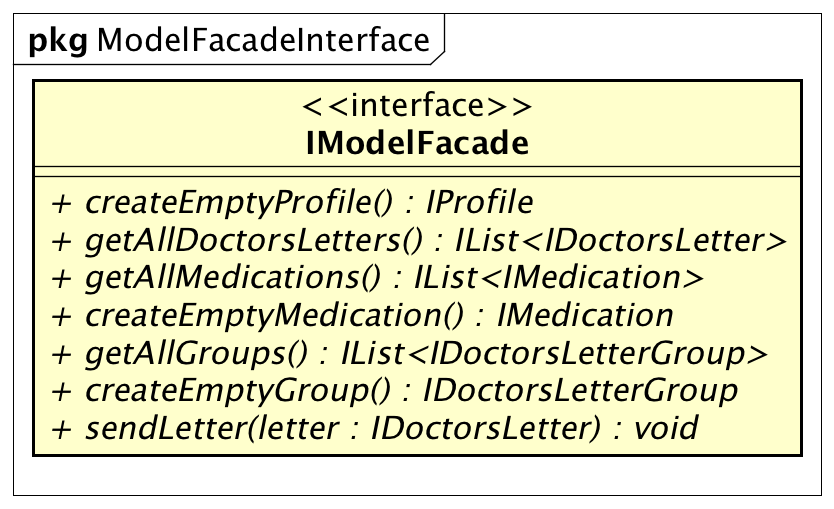 pkg ModelFacadeInterface
<<interface>>
IModelFacade
+ createEmptyProfile() : IProfile
+ getAllDoctorsLetters() : IList<IDoctorsLetter>
+ getAllMedications() : IList<IMedication>
+ createEmptyMedication() : IMedication
+ getAllGroups() : IList<IDoctorsLetterGroup>
+ createEmptyGroup() : IDoctorsLetterGroup
+ sendLetter(letter : IDoctorsLetter) : void